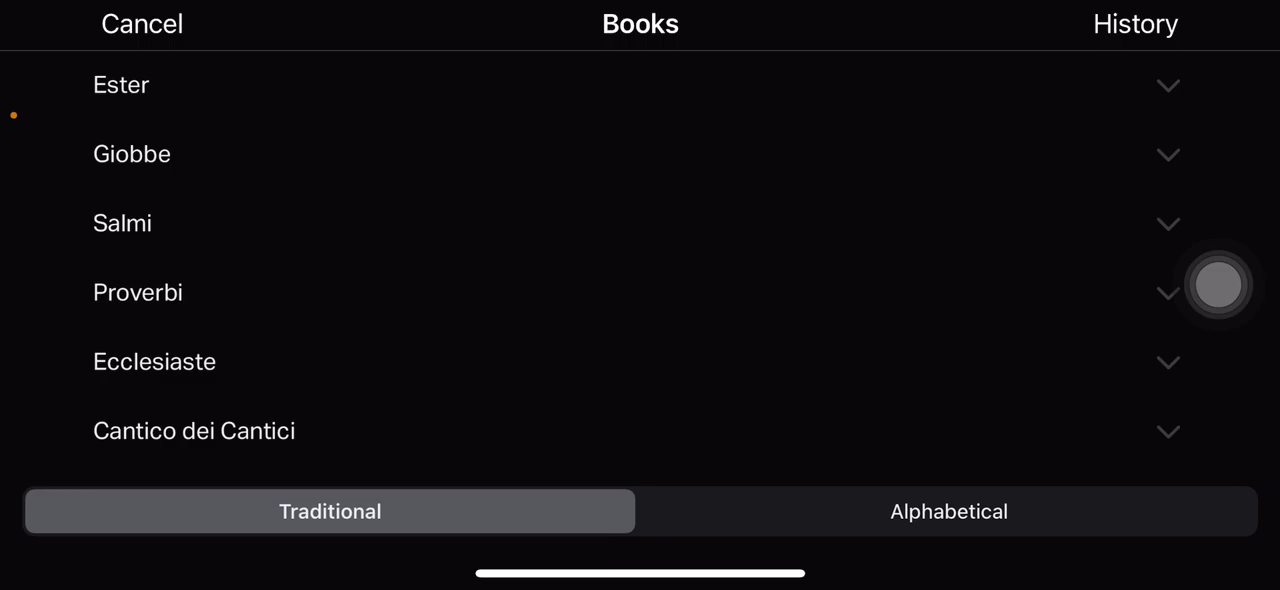 Cancel Books History
Ester
Giobbe
Salmi
Proverbi
Ecclesiaste
Cantico dei Cantici
Traditional Alphabetical